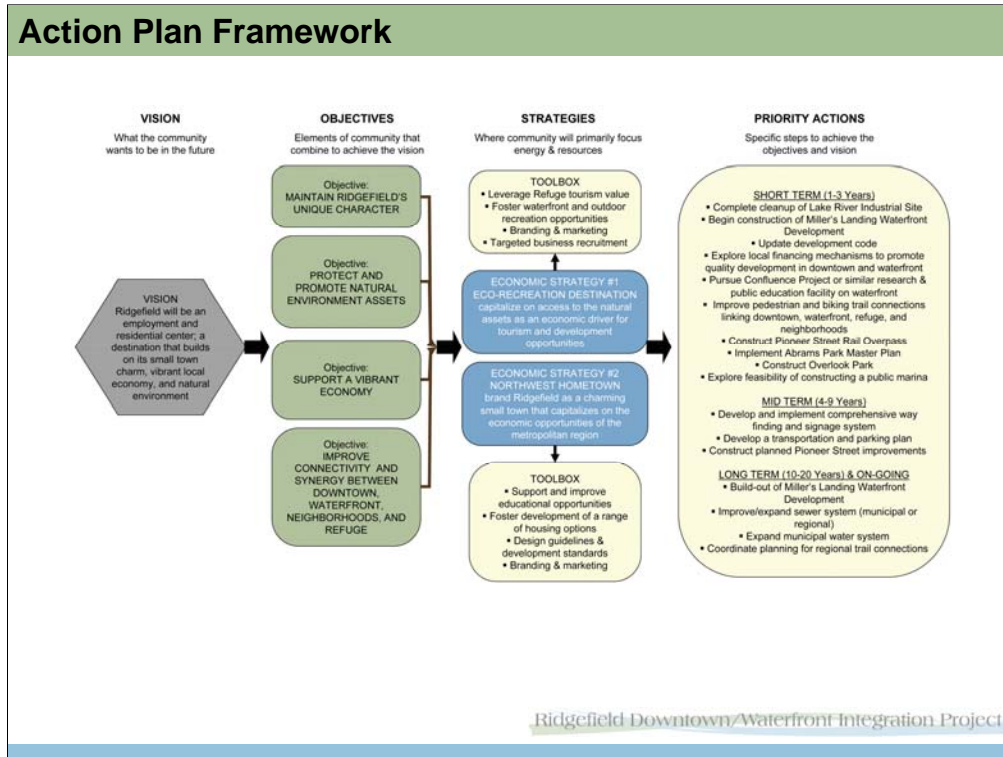 Action Plan Framework
VISION
What the community
wants to be in the future
VISION
Ridgefield will be an
employment and
residential center; a
destination that builds
on its small town
charm, vibrant local
economy, and natural
environment
OBJECTIVES
Elements of community that
combine to achieve the vision
Objective:
MAINTAIN RIDGEFIELD'S
UNIQUE CHARACTER
Objective:
PROTECT AND
PROMOTE NATURAL
ENVIRONMENT ASSETS
Objective:
SUPPORT A VIBRANT
ECONOMY
Objective:
IMPROVE
CONNECTIVITY AND
SYNERGY BETWEEN
DOWNTOWN,
WATERFRONT,
NEIGHBORHOODS, AND
REFUGE
STRATEGIES
Where community will primarily focus
energy & resources
TOOLBOX
▪ Leverage Refuge tourism value
▪ Foster waterfront and outdoor
recreation opportunities
▪ Branding & marketing
▪ Targeted business recruitment
ECONOMIC STRATEGY #1
ECO-RECREATION DESTINATION
capitalize on access to the natural
assets as an economic driver for
tourism and development
opportunities
ECONOMIC STRATEGY #2
NORTHWEST HOMETOWN
brand Ridgefield as a charming
small town that capitalizes on the
economic opportunities of the
metropolitan region
TOOLBOX
▪ Support and improve
educational opportunities
▪ Foster development of a range
of housing options
▪ Design guidelines &
development standards
▪ Branding & marketing
PRIORITY ACTIONS
Specific steps to achieve the
objectives and vision
SHORT TERM (1-3 Years)
▪ Complete cleanup of Lake River Industrial Site
▪ Begin construction of Miller's Landing Waterfront
Development
▪ Update development code
▪ Explore local financing mechanisms to promote
quality development in downtown and waterfront
▪ Pursue Confluence Project or similar research &
public education facility on waterfront
▪ Improve pedestrian and biking trail connections
linking downtown, waterfront, refuge, and
neighborhoods
▪ Construct Pioneer Street Rail Overpass
▪ Implement Abrams Park Master Plan
▪ Construct Overlook Park
▪ Explore feasibility of constructing a public marina
MID TERM (4-9 Years)
▪ Develop and implement comprehensive way
finding and signage system
▪ Develop a transportation and parking plan
▪ Construct planned Pioneer Street improvements
LONG TERM (10-20 Years) & ON-GOING
▪ Build-out of Miller's Landing Waterfront
Development
▪ Improve/expand sewer system (municipal or
regional)
▪ Expand municipal water system
▪ Coordinate planning for regional trail connections
Ridgefield Downtown/Waterfront Integration Project